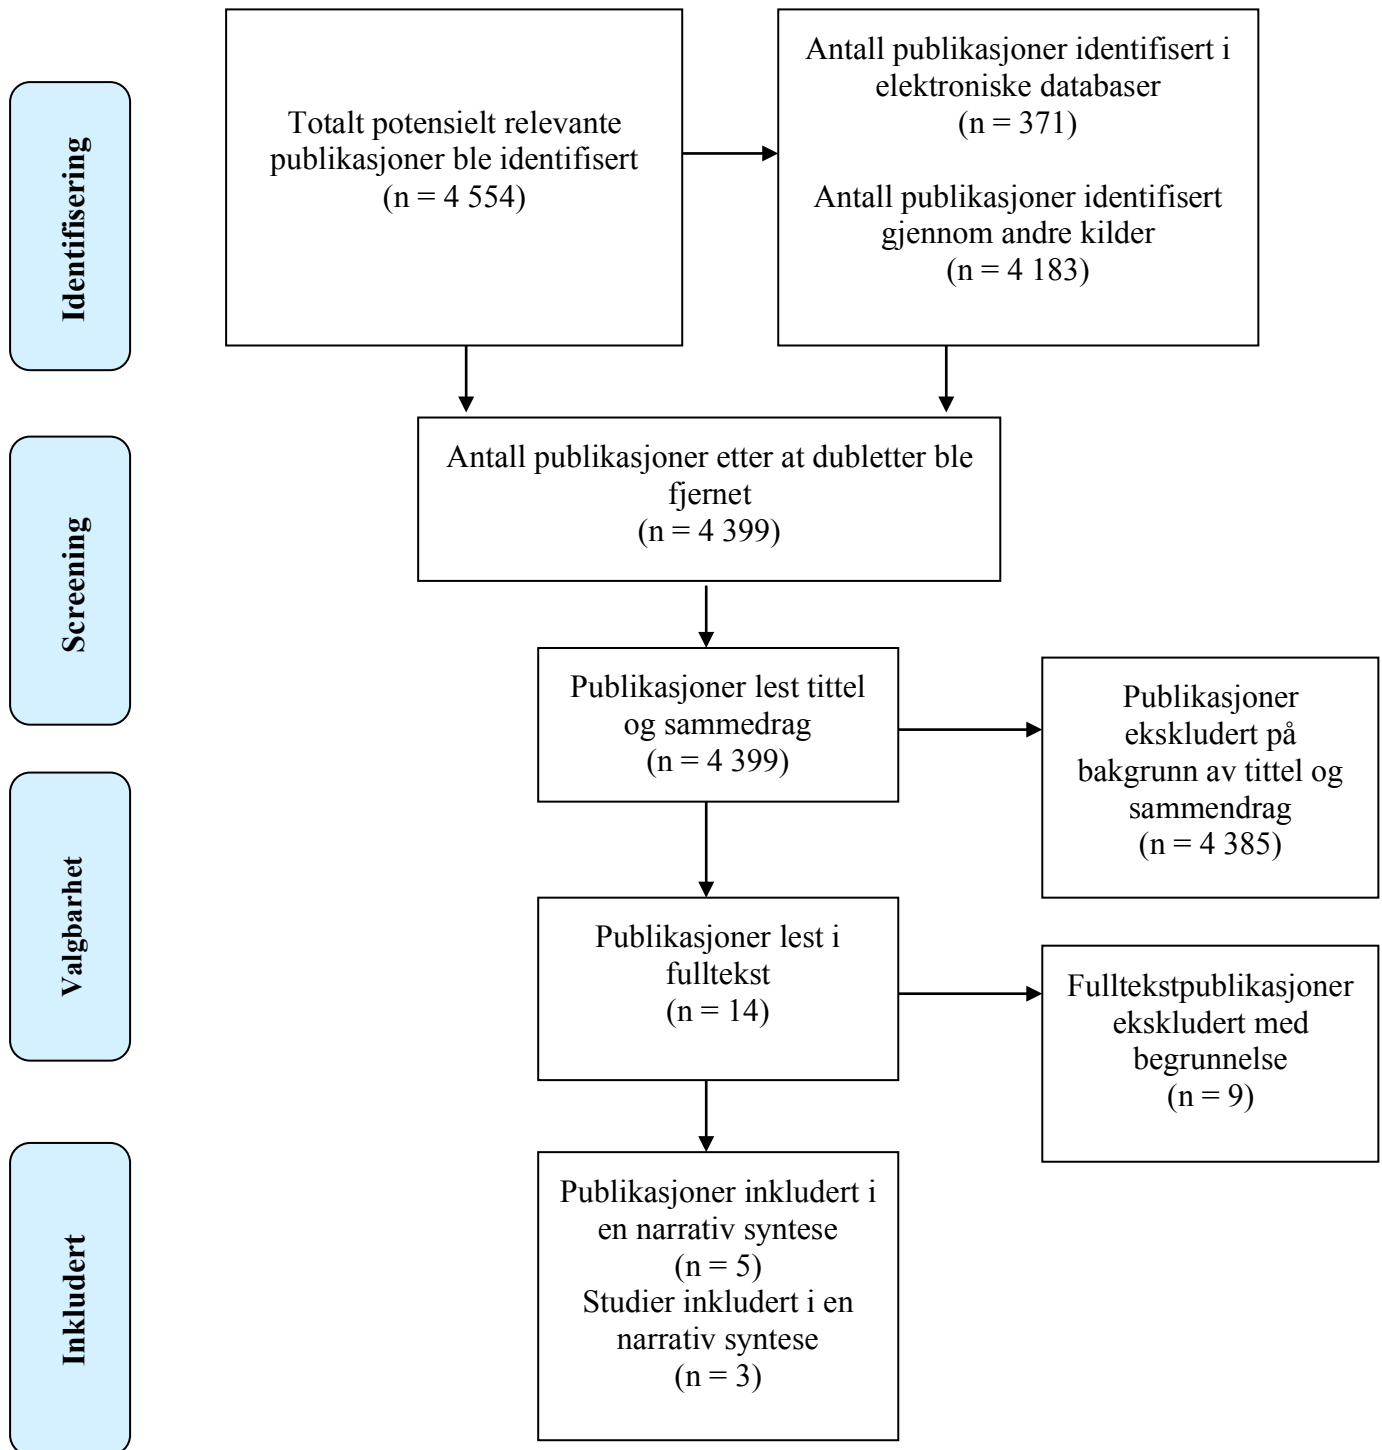 Identifisering
Totalt potensielt relevante
publikasjoner ble identifisert
(n = 4 554)
Antall publikasjoner identifisert i
elektroniske databaser
(n = 371)
Antall publikasjoner identifisert
gjennom andre kilder
(n = 4 183)
Screening
Antall publikasjoner etter at dubletter ble
fjernet
(n = 4 399)
Publikasjoner lest tittel
og sammedrag
(n = 4 399)
Publikasjoner
ekskludert på
bakgrunn av tittel og
sammendrag
(n = 4 385)
Valgbarhet
Publikasjoner lest i
fulltekst
(n = 14)
Fulltekstpublikasjoner
ekskludert med
begrunnelse
(n = 9)
Inkludert
Publikasjoner inkludert i
en narrativ syntese
(n = 5)
Studier inkludert i en
narrativ syntese
(n = 3)